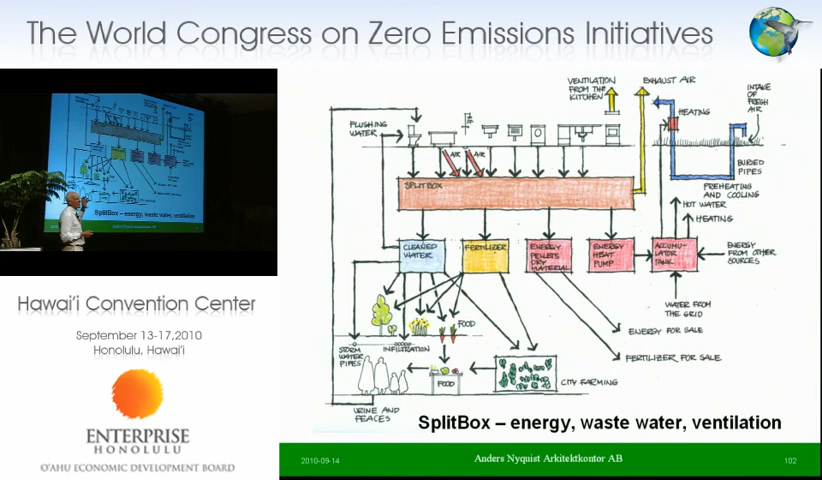 The World Congress on Zero Emissions Initiatives
SplitBox – energy, waste water, ventilation
Hawai'i Convention Center
September 13-17,2010
Honolulu, Hawai'i
ENTERPRISE
HONOLULU
O'AHU ECONOMIC DEVELOPMENT BOARD
VENTILATION
FROM THE
KITCHEN
EXHAUST AIR
INTAKE
OF
FRESH
AIR
FLUSHING
WATER
HEATING
AIR
AIR
BURIED
PIPES
PREHEATING
AND COOLING
SPLITBOX
HOT WATER
HEATING
CLEANED
WATER
FERTILIZER
ENERGY
PELLETS
DRY
MATERIAL
ENERGY
HEAT
PUMP
ACCUMU-
LATOR
TANK
ENERGY
FROM OTHER
SOURCES
WATER FROM
THE GRID
FOOD
ENERGY FOR SALE
STORM
WATER
PIPES
INFILTRATION
FERTILIZER FOR SALE
FOOD
CITY FARMING
URINE AND
FEACES
SplitBox – energy, waste water, ventilation
2010-09-14
Anders Nyquist Arkitektkontor AB
102